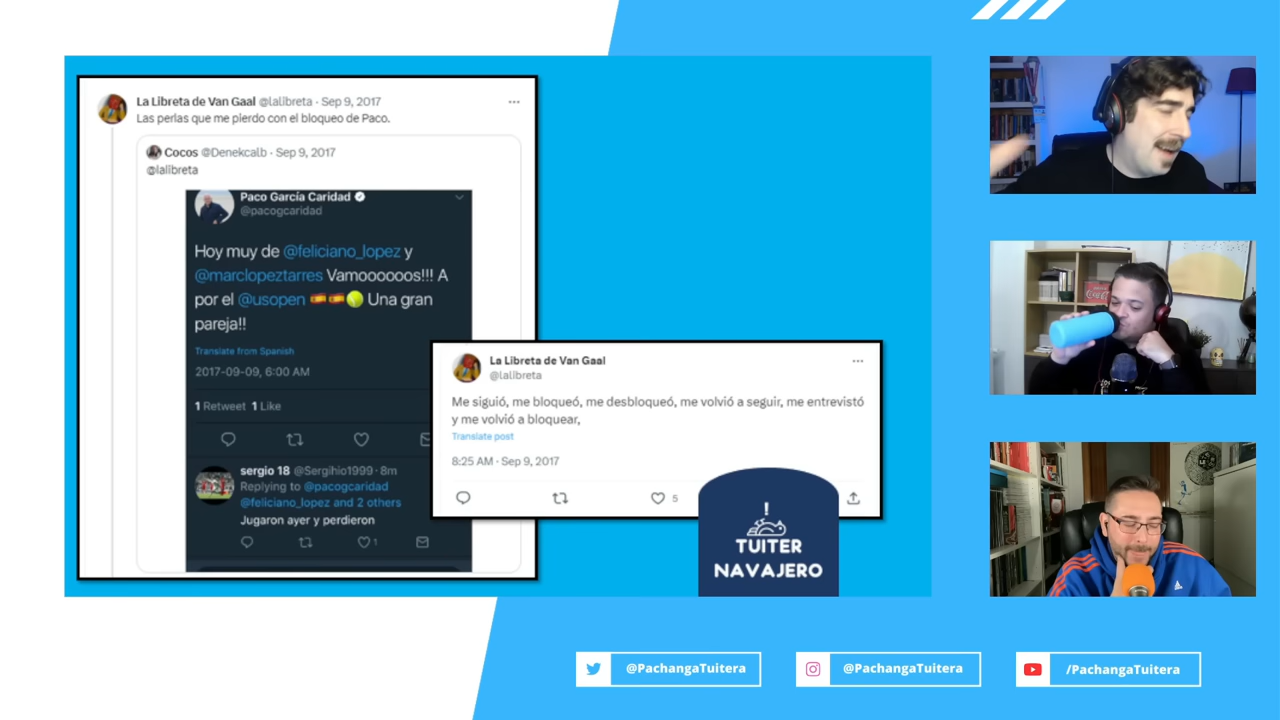 La Libreta de Van Gaal @lalibreta · Sep 9, 2017
Las perlas que me pierdo con el bloqueo de Paco.
Cocos @Denekcalb · Sep 9, 2017
@lalibreta
Paco García Caridad
@pacogcaridad
Hoy muy de @feliciano_lopez y
@marclopeztarres Vamoooooos!!! A
por el @usopen 🇪🇸🇪🇸🎾 Una gran
pareja!!
Translate from Spanish
2017-09-09, 6:00 AM
1 Retweet 1 Like
sergio 18 @Sergihio1999 · 8m
Replying to @pacogcaridad
@feliciano_lopez and 2 others
Jugaron ayer y perdieron
1
La Libreta de Van Gaal
@lalibreta
Me siguió, me bloqueó, me desbloqueó, me volvió a seguir, me entrevistó
y me volvió a bloquear,
Translate post
8:25 AM · Sep 9, 2017
5
!
TUITER
NAVAJERO
@PachangaTuitera
@PachangaTuitera
/PachangaTuitera